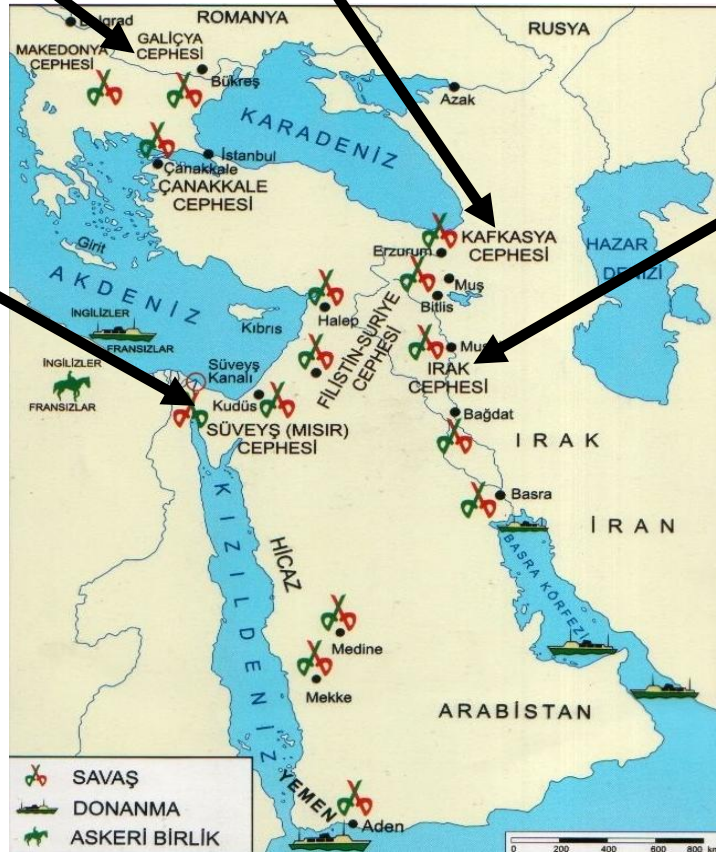 Belgrad
ROMANYA
RUSYA
MAKEDONYA
CEPHESİ
GALİÇYA
CEPHESİ
Bükreş
Azak
KARADENİZ
İstanbul
Çanakkale
ÇANAKKALE
CEPHESİ
KAFKASYA
CEPHESİ
Erzurum
Muş
Bitlis
HAZAR
DENİZİ
Girit
AKDENİZ
Kıbrıs
Halep
İNGİLİZLER
FRANSIZLAR
İNGİLİZLER
FRANSIZLAR
Süveyş
Kanalı
Kudüs
FİLİSTİN-SURİYE
CEPHESİ
SÜVEYŞ (MISIR)
CEPHESİ
IRAK
CEPHESİ
Bağdat
IRAK
Basra
İRAN
BASRA KÖRFEZİ
KIZILDENİZ
HİCAZ
Medine
Mekke
ARABİSTAN
YEMEN
Aden
SAVAŞ
DONANMA
ASKERİ BİRLİK
0 200 400 600 800 km